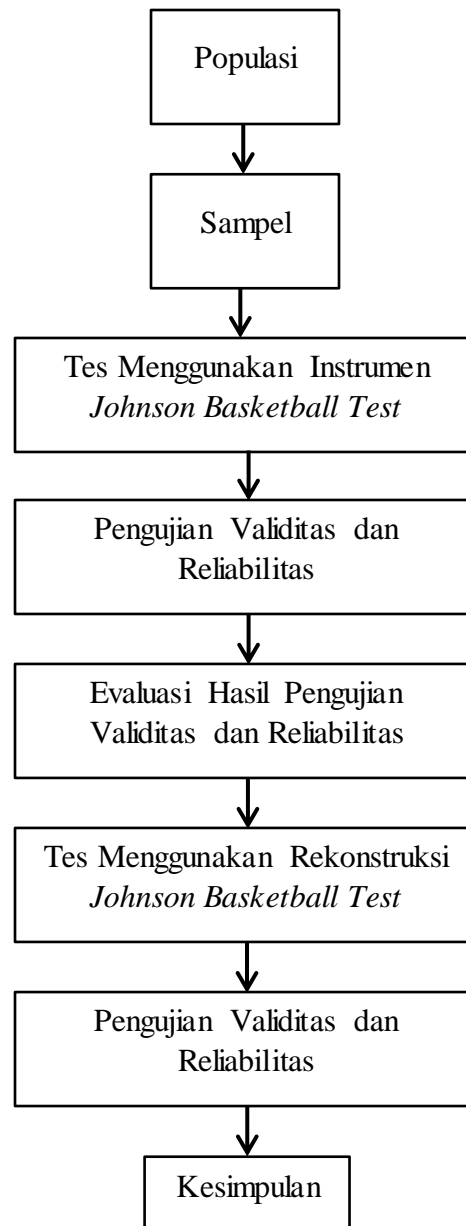 Populasi
Sampel
Tes Menggunakan Instrumen
Johnson Basketball Test
Pengujian Validitas dan
Reliabilitas
Evaluasi Hasil Pengujian
Validitas dan Reliabilitas
Tes Menggunakan Rekonstruksi
Johnson Basketball Test
Pengujian Validitas dan
Reliabilitas
Kesimpulan